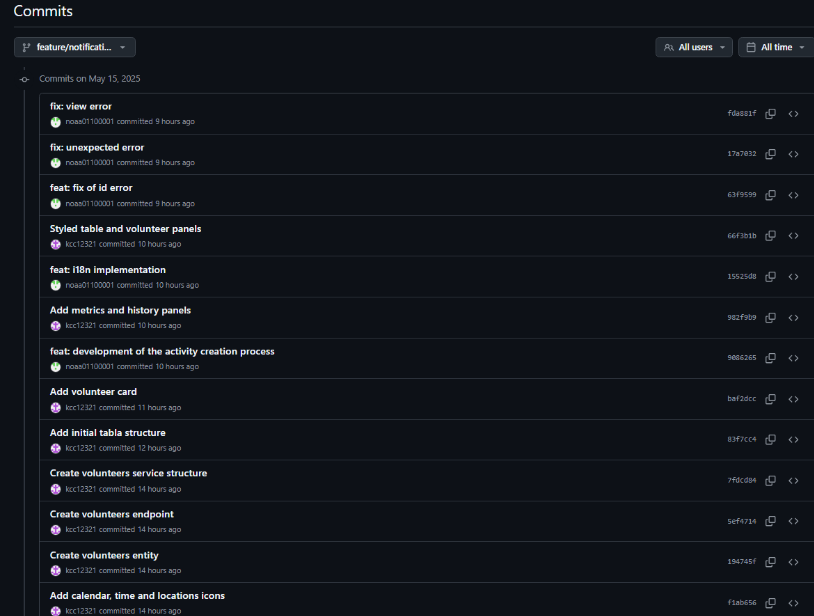 Commits
feature/notificati...
All users
All time
Commits on May 15, 2025
fix: view error
noaa01100001 committed 9 hours ago
fda881f
fix: unexpected error
noaa01100001 committed 9 hours ago
17a7032
feat: fix of id error
noaa01100001 committed 9 hours ago
63f9599
Styled table and volunteer panels
kcc12321 committed 10 hours ago
66f3b1b
feat: i18n implementation
noaa01100001 committed 10 hours ago
15525d8
Add metrics and history panels
kcc12321 committed 10 hours ago
982f9b9
feat: development of the activity creation process
noaa01100001 committed 10 hours ago
9086265
Add volunteer card
kcc12321 committed 11 hours ago
baf2dcc
Add initial tabla structure
kcc12321 committed 12 hours ago
83f7cc4
Create volunteers service structure
kcc12321 committed 14 hours ago
7fdcd84
Create volunteers endpoint
kcc12321 committed 14 hours ago
5ef4714
Create volunteers entity
kcc12321 committed 14 hours ago
194745f
Add calendar, time and locations icons
kcc12321 committed 14 hours ago
f1ab656